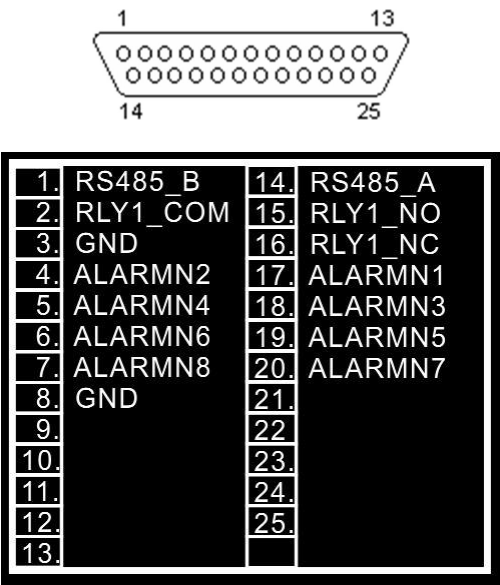 1 13
14 25
1. RS485_B 14. RS485_A
2. RLY1_COM 15. RLY1_NO
3. GND 16. RLY1_NC
4. ALARMN2 17. ALARMN1
5. ALARMN4 18. ALARMN3
6. ALARMN6 19. ALARMN5
7. ALARMN8 20. ALARMN7
8. GND 21.
9. 22
10. 23.
11. 24.
12. 25.
13.